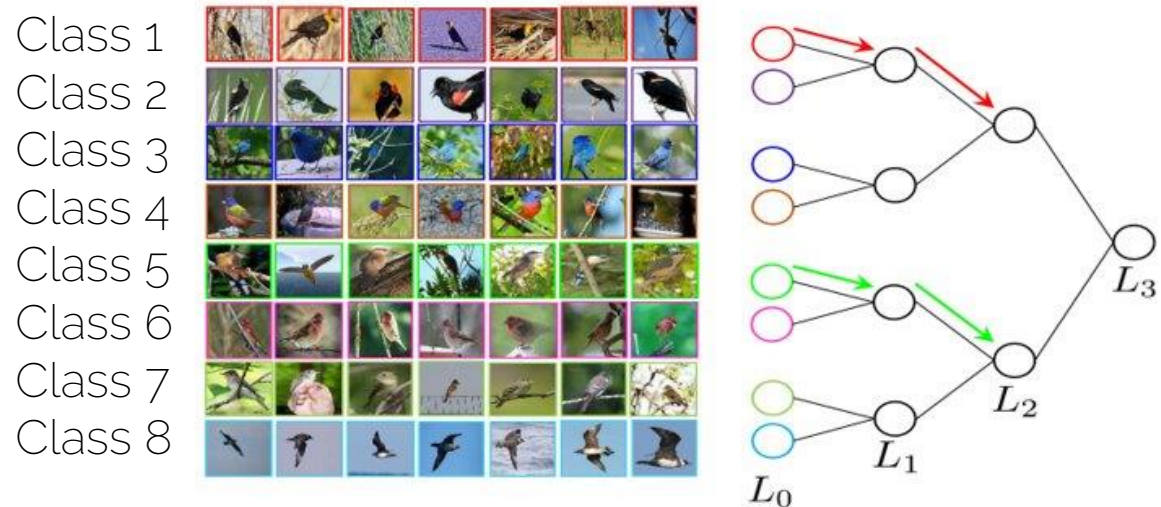 Class 1
Class 2
Class 3
Class 4
Class 5
Class 6
Class 7
Class 8
L₀
L₁
L₂
L₃